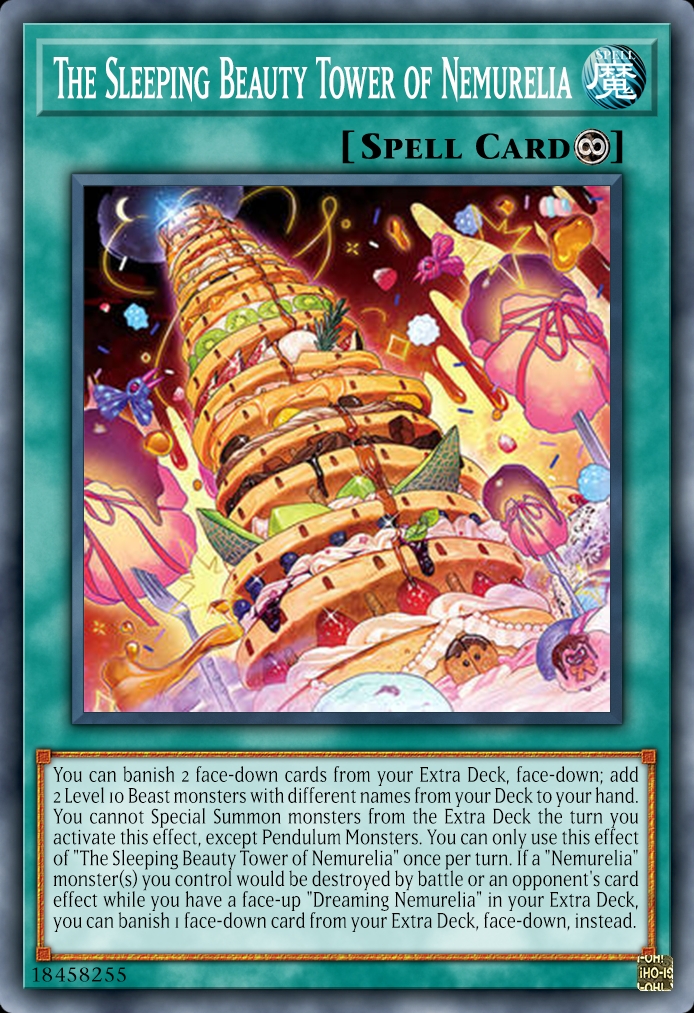 The Sleeping Beauty Tower of Nemurelia
SPELL
魔
[Spell Card]
You can banish 2 face-down cards from your Extra Deck, face-down; add
2 Level 10 Beast monsters with different names from your Deck to your hand.
You cannot Special Summon monsters from the Extra Deck the turn you
activate this effect, except Pendulum Monsters. You can only use this effect
of "The Sleeping Beauty Tower of Nemurelia" once per turn. If a "Nemurelia"
monster(s) you control would be destroyed by battle or an opponent's card
effect while you have a face-up "Dreaming Nemurelia" in your Extra Deck,
you can banish 1 face-down card from your Extra Deck, face-down, instead.
18458255